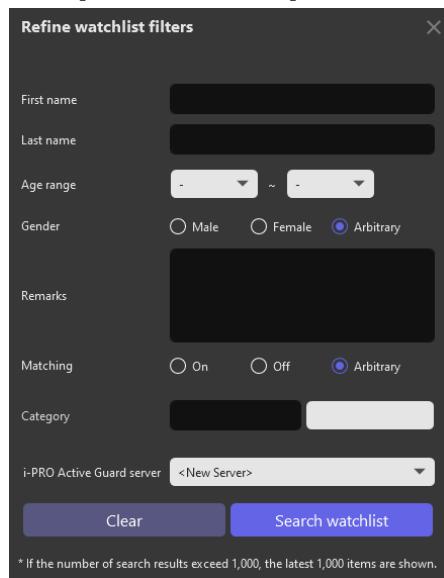 Refine watchlist filters
First name
Last name
Age range - ~ -
Gender Male Female Arbitrary
Remarks
Matching On Off Arbitrary
Category
i-PRO Active Guard server <New Server>
Clear Search watchlist
* If the number of search results exceed 1,000, the latest 1,000 items are shown.